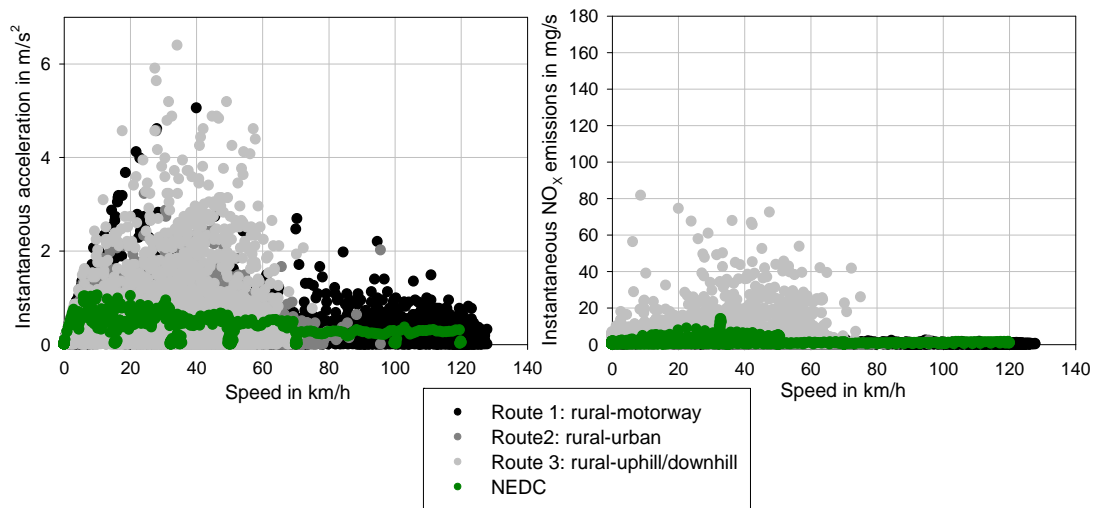 Instantaneous acceleration in m/s²
6
4
2
0
0 20 40 60 80 100 120 140
Speed in km/h
Instantaneous NOX emissions in mg/s
180
160
140
120
100
80
60
40
20
0
0 20 40 60 80 100 120 140
Speed in km/h
Route 1: rural-motorway
Route2: rural-urban
Route 3: rural-uphill/downhill
NEDC